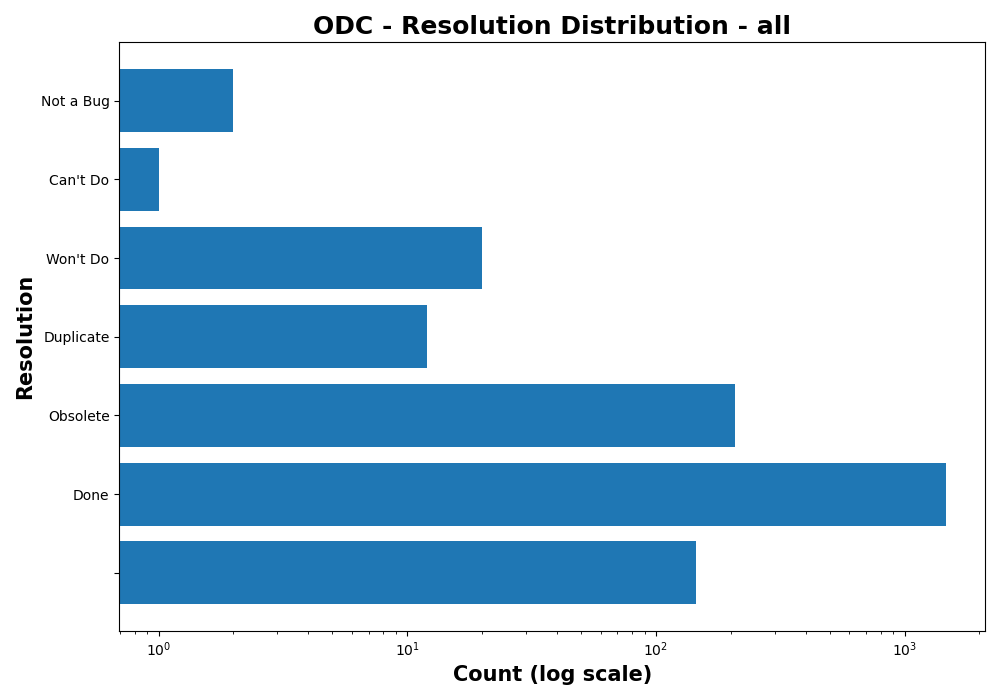 ODC - Resolution Distribution - all
Not a Bug
Can't Do
Won't Do
Duplicate
Obsolete
Done
Resolution
10⁰ 10¹ 10² 10³
Count (log scale)